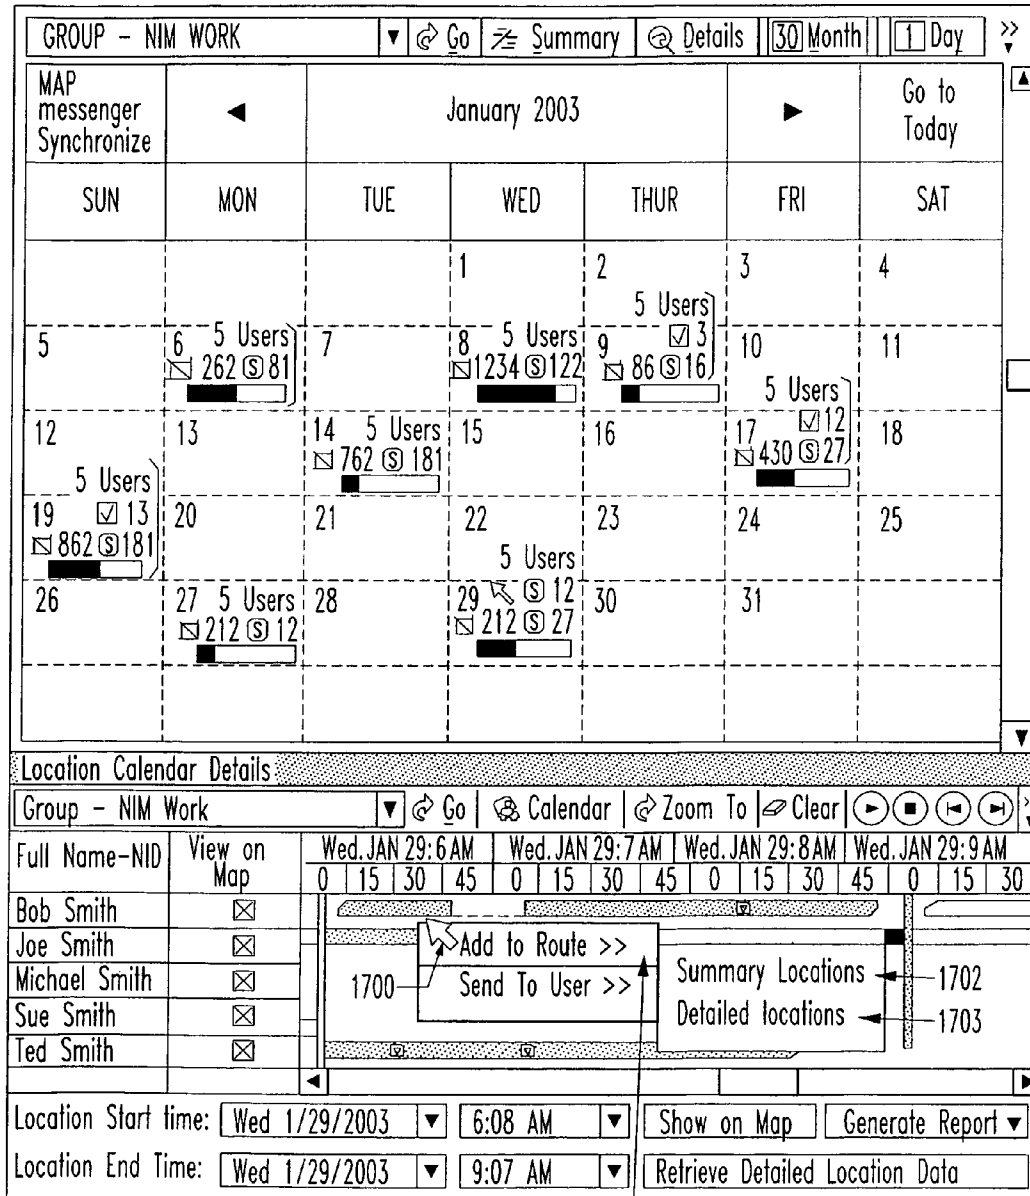 GROUP - NIM WORK ▼ Go Summary Details 30 Month 1 Day >>
MAP messenger Synchronize ◄ January 2003 ► Go to Today
SUN MON TUE WED THUR FRI SAT
1 2 3 4
5 Users
3
5 6 5 Users 7 8 5 Users 9 10 11
262 S 81 1234 S 122 86 S 16
5 Users
12
12 13 14 5 Users 15 16 17 18
762 S 181 430 S 27
5 Users
19 13 20 21 22 23 24 25
862 S 181
5 Users
S 12
26 27 5 Users 28 29 30 31
212 S 12 212 S 27
Location Calendar Details
Group - NIM Work ▼ Go Calendar Zoom To Clear
Full Name-NID View on Map Wed. JAN 29:6 AM Wed. JAN 29:7 AM Wed. JAN 29:8 AM Wed. JAN 29:9 AM
0 15 30 45 0 15 30 45 0 15 30 45 0 15 30
Bob Smith
Joe Smith Add to Route >>
Michael Smith 1700 Send To User >> Summary Locations 1702
Sue Smith Detailed locations 1703
Ted Smith
Location Start time: Wed 1/29/2003 ▼ 6:08 AM ▼ Show on Map Generate Report ▼
Location End Time: Wed 1/29/2003 ▼ 9:07 AM ▼ Retrieve Detailed Location Data